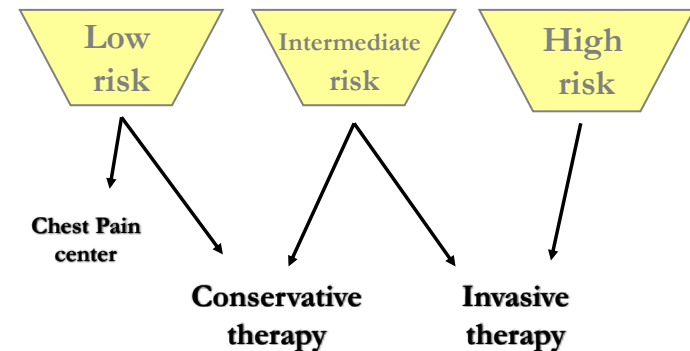 Low
risk
Intermediate
risk
High
risk
Chest Pain
center
Conservative
therapy
Invasive
therapy